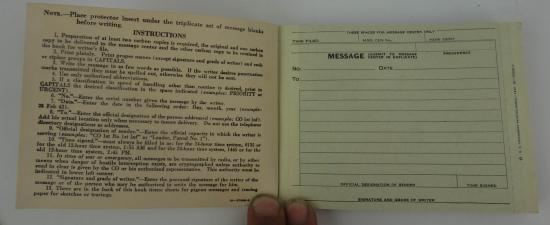 NOTE.—Place protector insert under the triplicate set of message blanks
before writing.
INSTRUCTIONS
1. Preparation of at least two carbon copies is required, the original and one carbon
copy to be delivered to the message center and the other carbon copy to be retained in
the book for writer's file.
2. Print plainly. Print proper names (except signature and grade of writer) and code
or cipher groups in CAPITALS.
3. Write the message in as few words as possible. If the writer desires punctuation
marks transmitted they must be spelled out, otherwise they will not be sent.
4. Use only authorized abbreviations.
5. If a classification in speed of handling other than routine is desired, print in
CAPITALS the desired classification in the space indicated (examples: PRIORITY or
URGENT).
6. "No."—Enter the serial number given the message by the writer.
7. "Date."—Enter the date in the following order: Day, month, year (example:
26 Feb 42).
8. "To."—Enter the official designation of the person addressed (example: CO 1st Inf)
Add his actual location only when necessary to insure delivery. Do not use the telephone
directory designations as addresses.
9. "Official designation of sender."—Enter the official capacity in which the writer is
serving (examples: "CO 1st Inf" or "Leader, Patrol No. 1").
10. "Time signed."—must always be filled in as: for the 24-hour time system, 0132 or
for the old 12-hour time system, 1:32 AM and for the 24-hour time system, 1445 or for the
old 12-hour time system, 2:45 PM.
11. In time of war or emergency, all messages to be transmitted by radio, or by other
means when danger of hostile interception exists, are cryptographed unless authority to
send in clear is given by the CO or his authorized representative. This authority must be
indicated in lower left corner.
12. "Signature and grade of writer."—Enter the personal signature of the writer of the
message or of the person who may be authorized to write the message for him.
13. There are in the back of this book tissue sheets for pigeon messages and tracing
paper for sketches or tracings.
THESE SPACES FOR MESSAGE CENTER ONLY
TIME FILED
MSG CEN No.
HOW SENT
MESSAGE (SUBMIT TO MESSAGE CENTER IN DUPLICATE)
PRECEDENCE
No.
DATE
TO
OFFICIAL DESIGNATION OF SENDER
TIME SIGNED
SIGNATURE AND GRADE OF WRITER